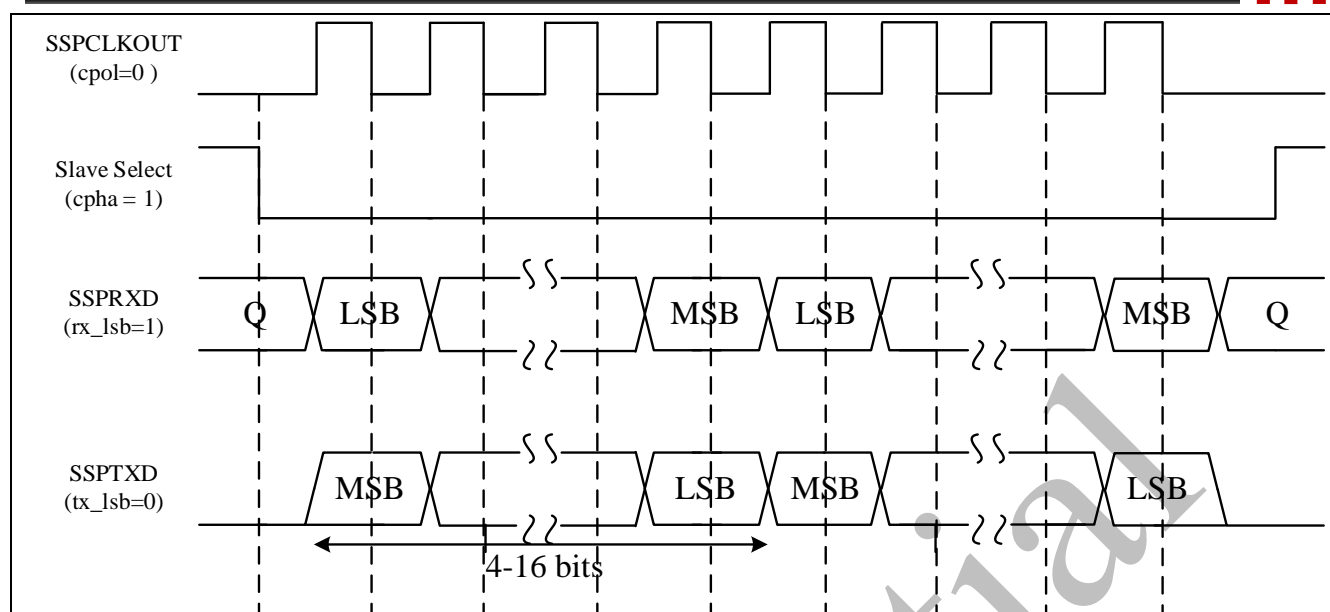 SSPCLKOUT
(cpol=0 )
Slave Select
(cpha = 1)
SSPRXD
(rx_lsb=1)
Q LSB MSB LSB MSB Q
SSPTXD
(tx_lsb=0)
MSB LSB MSB LSB
4-16 bits